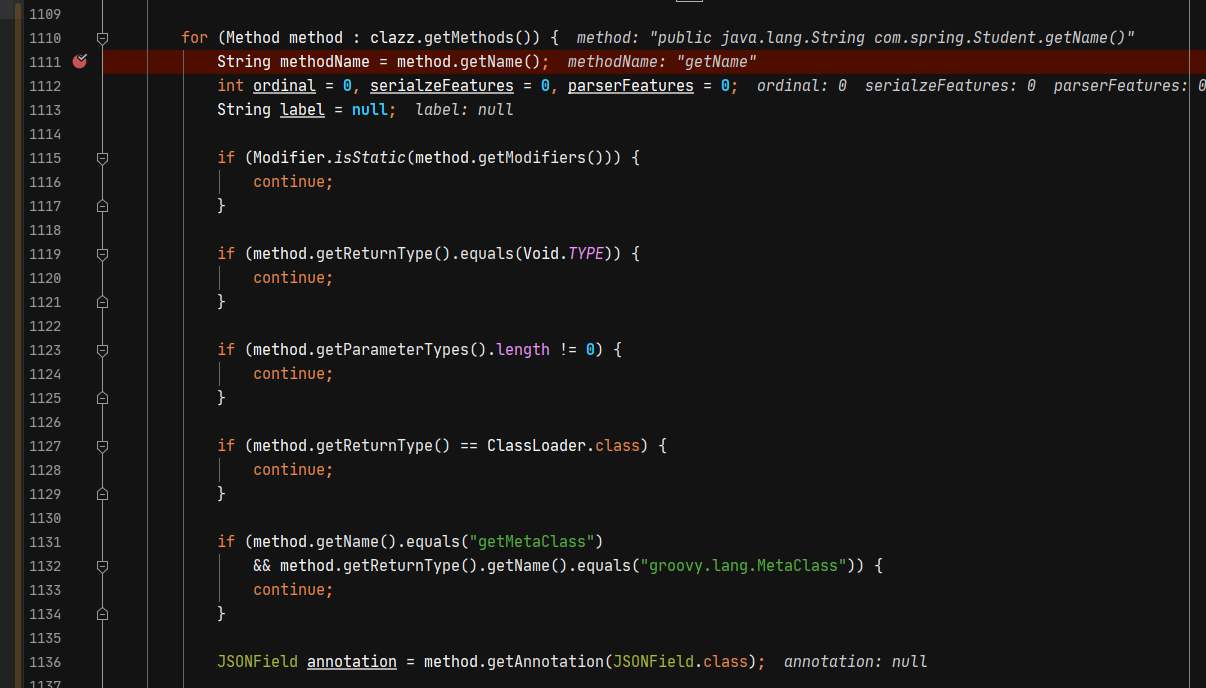 1109
1110 for (Method method : clazz.getMethods()) { method: "public java.lang.String com.spring.Student.getName()"
1111 String methodName = method.getName(); methodName: "getName"
1112 int ordinal = 0, serialzeFeatures = 0, parserFeatures = 0; ordinal: 0 serialzeFeatures: 0 parserFeatures: 0
1113 String label = null; label: null
1114
1115 if (Modifier.isStatic(method.getModifiers())) {
1116 continue;
1117 }
1118
1119 if (method.getReturnType().equals(Void.TYPE)) {
1120 continue;
1121 }
1122
1123 if (method.getParameterTypes().length != 0) {
1124 continue;
1125 }
1126
1127 if (method.getReturnType() == ClassLoader.class) {
1128 continue;
1129 }
1130
1131 if (method.getName().equals("getMetaClass")
1132 && method.getReturnType().getName().equals("groovy.lang.MetaClass")) {
1133 continue;
1134 }
1135
1136 JSONField annotation = method.getAnnotation(JSONField.class); annotation: null
1137